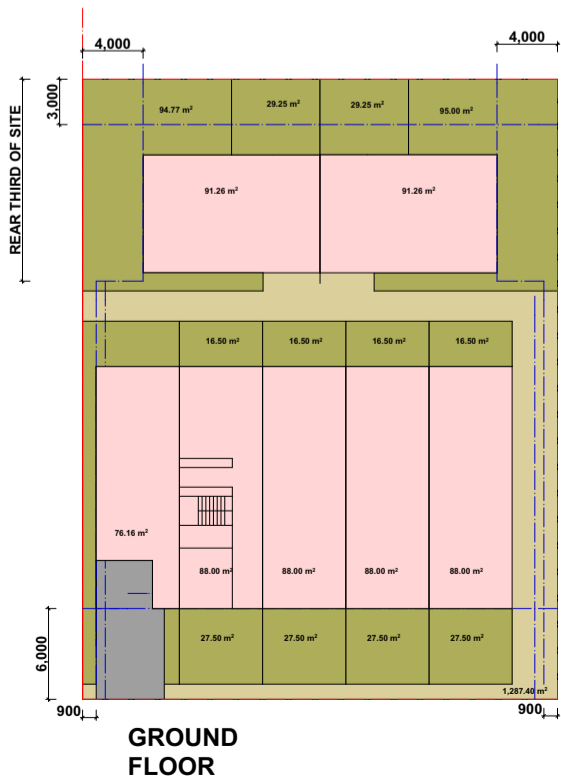 4,000
4,000
3,000
REAR THIRD OF SITE
94.77 m²
29.25 m²
29.25 m²
95.00 m²
91.26 m²
91.26 m²
16.50 m²
16.50 m²
16.50 m²
16.50 m²
76.16 m²
88.00 m²
88.00 m²
88.00 m²
88.00 m²
6,000
27.50 m²
27.50 m²
27.50 m²
27.50 m²
1,287.40 m²
900
900
GROUND
FLOOR